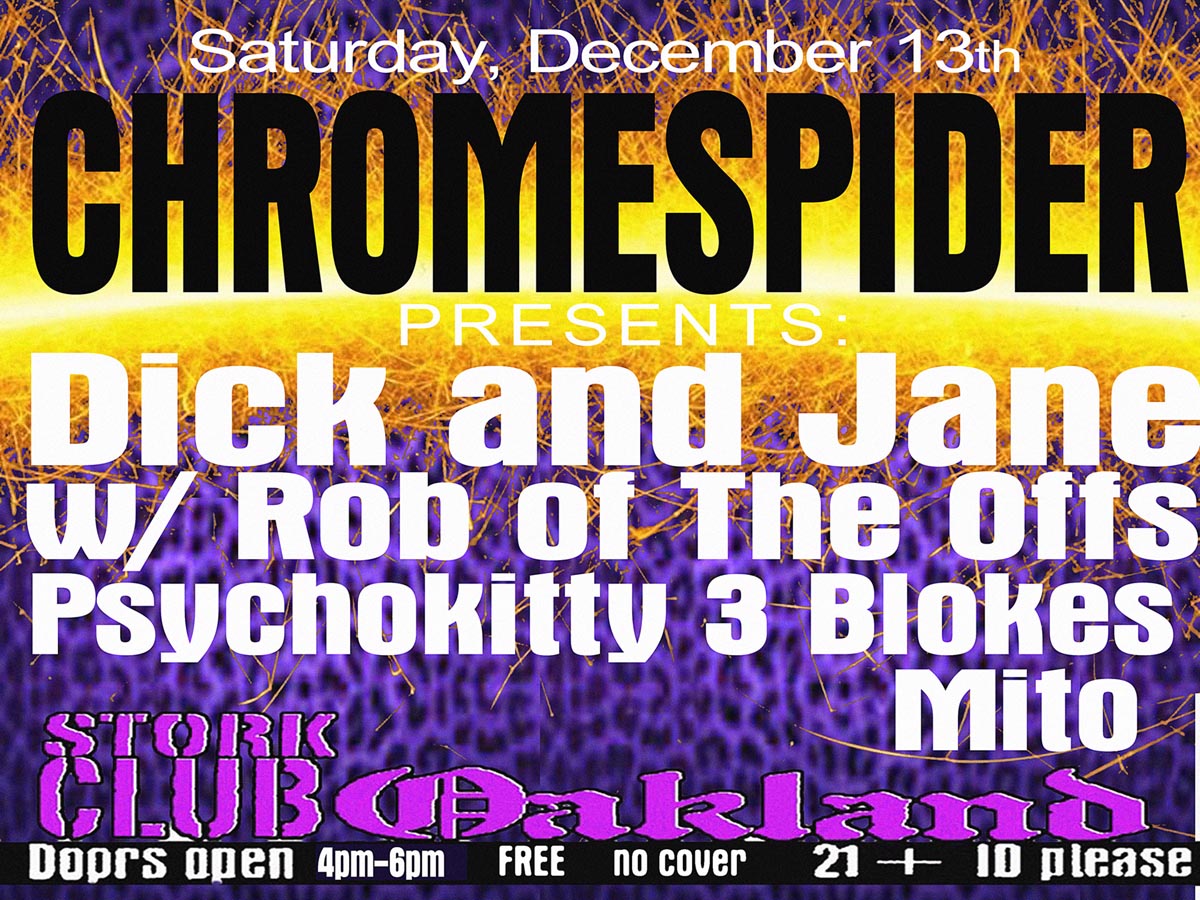 Saturday, December 13th
CHROMESPIDER
PRESENTS:
Dick and Jane
w/ Rob of The Offs
Psychokitty 3 Blokes
Mito
STORK
CLUB Oakland
Doors open 4pm-6pm FREE no cover 21 + ID please